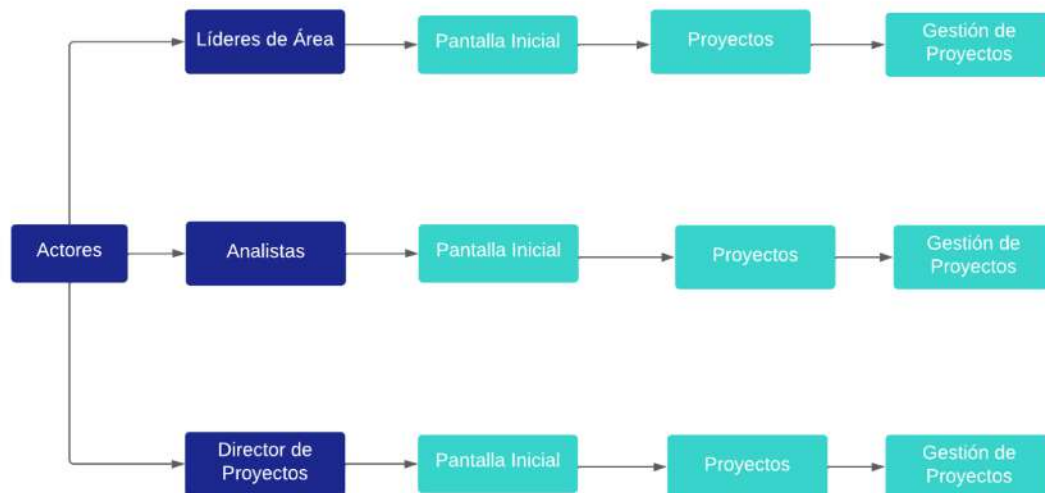 Líderes de Área
Pantalla Inicial
Proyectos
Gestión de
Proyectos
Actores
Analistas
Pantalla Inicial
Proyectos
Gestión de
Proyectos
Director de
Proyectos
Pantalla Inicial
Proyectos
Gestión de
Proyectos